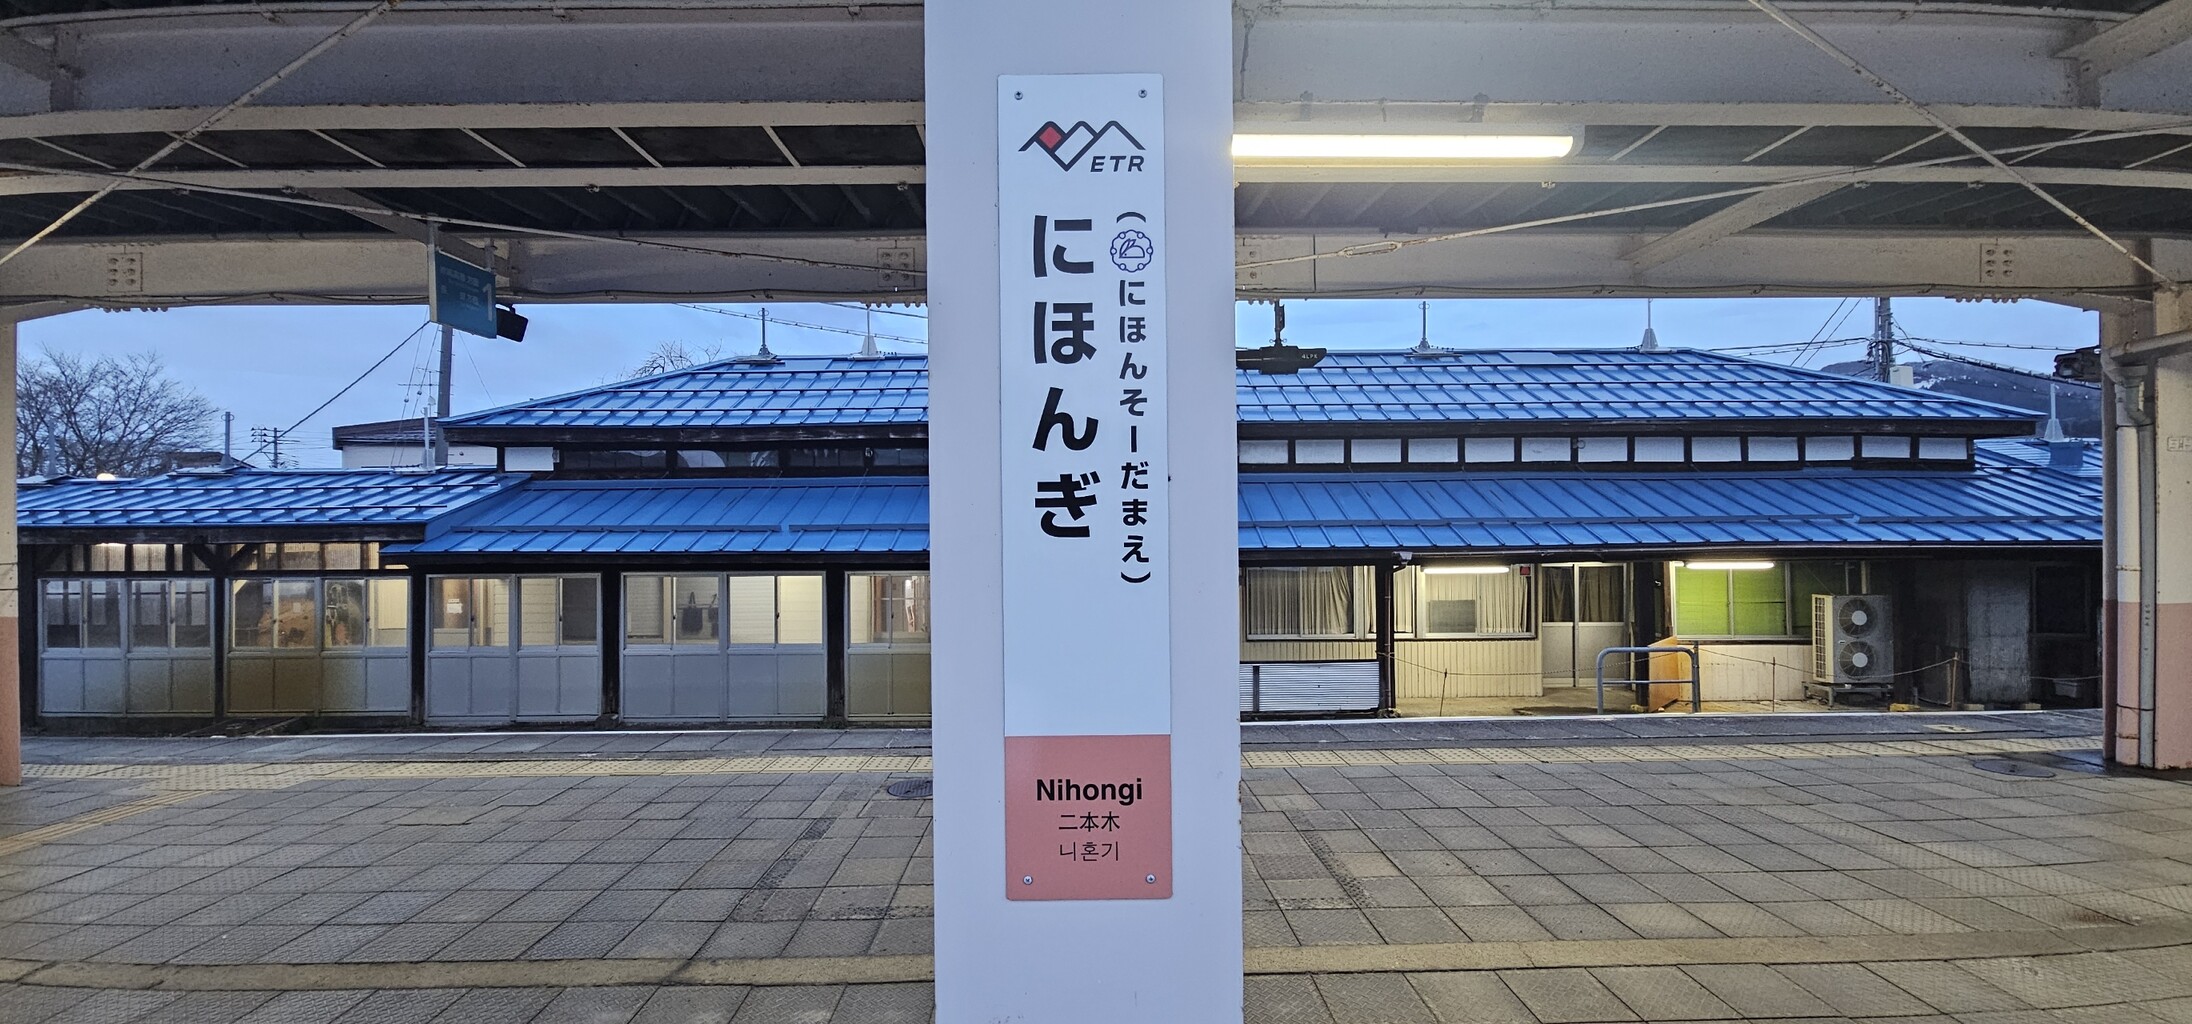 ETR
にほんぎ
(にほんそーだまえ)
Nihongi
二本木
니혼기
1